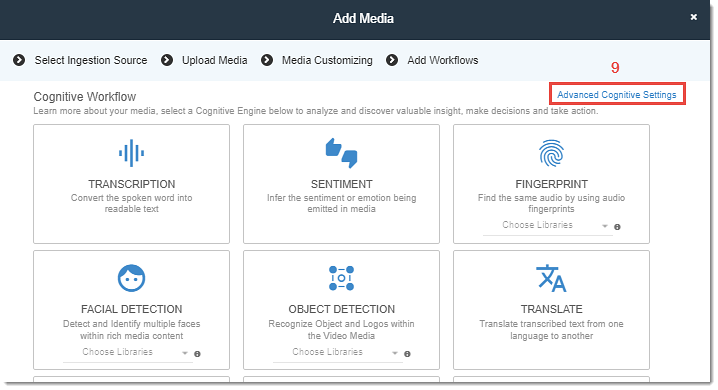 Add Media
×
Select Ingestion Source Upload Media Media Customizing Add Workflows
9
Advanced Cognitive Settings
Cognitive Workflow
Learn more about your media, select a Cognitive Engine below to analyze and discover valuable insight, make decisions and take action.
TRANSCRIPTION
Convert the spoken word into
readable text
SENTIMENT
Infer the sentiment or emotion being
emitted in media
FINGERPRINT
Find the same audio by using audio
fingerprints
Choose Libraries
FACIAL DETECTION
Detect and Identify multiple faces
within rich media content
Choose Libraries
OBJECT DETECTION
Recognize Object and Logos within
the Video Media
Choose Libraries
TRANSLATE
Translate transcribed text from one
language to another